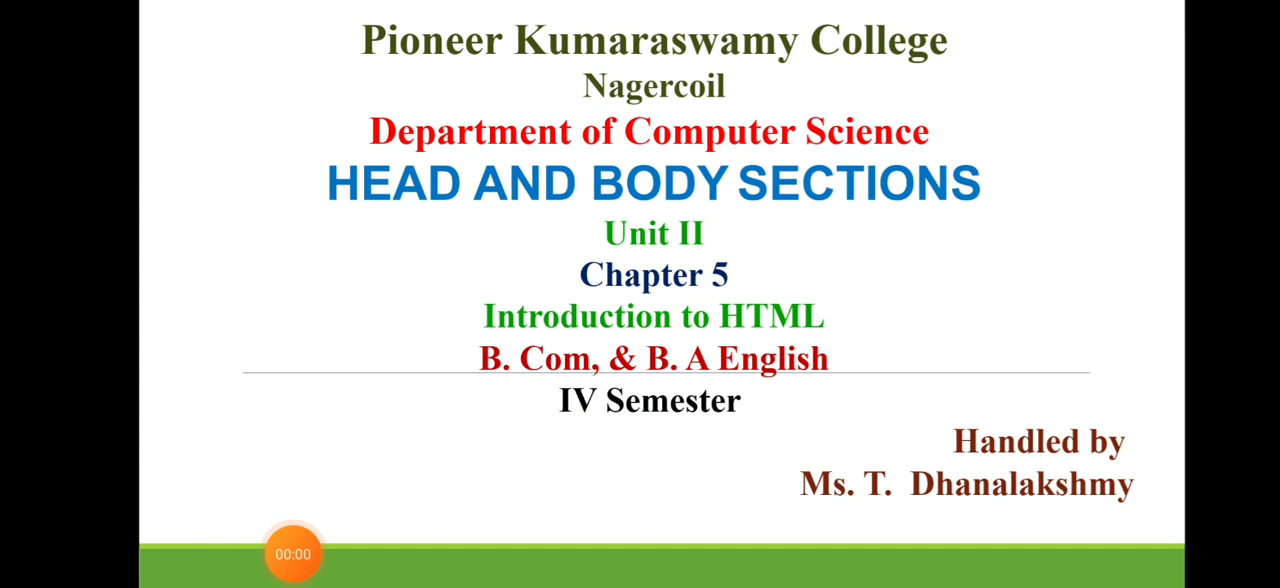 Pioneer Kumaraswamy College
Nagercoil
Department of Computer Science
HEAD AND BODY SECTIONS
Unit II
Chapter 5
Introduction to HTML
B. Com, & B. A English
IV Semester
Handled by
Ms. T. Dhanalakshmy
00:00